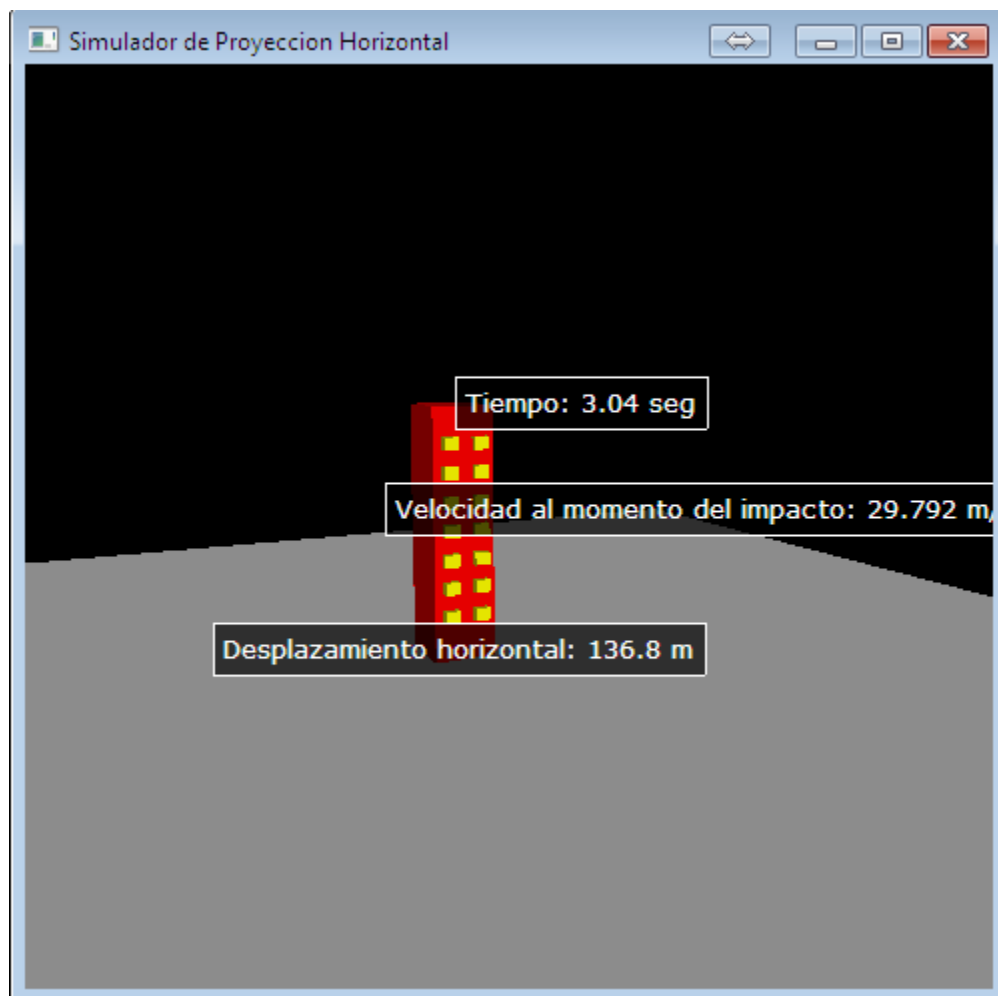 Simulador de Proyeccion Horizontal
Tiempo: 3.04 seg
Velocidad al momento del impacto: 29.792 m/
Desplazamiento horizontal: 136.8 m